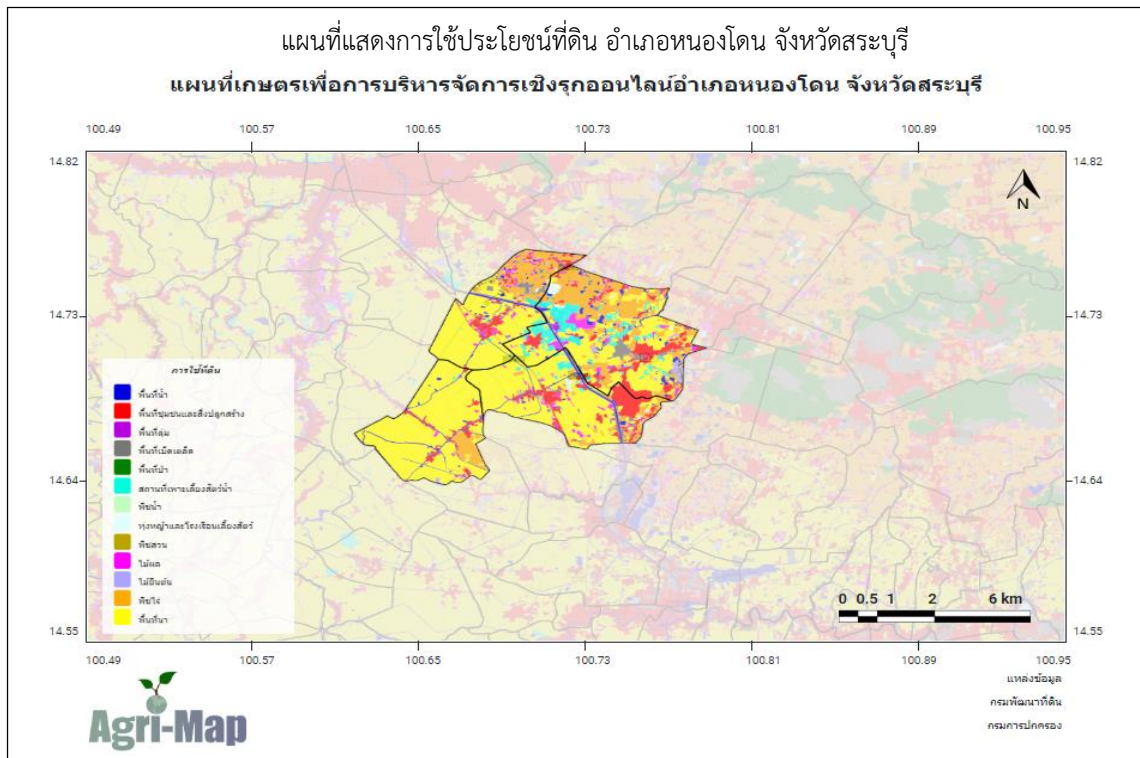 แผนที่แสดงการใช้ประโยชน์ที่ดิน อำเภอหนองโดน จังหวัดสระบุรี
แผนที่เกษตรเพื่อการบริหารจัดการเชิงรุกออนไลน์อำเภอหนองโดน จังหวัดสระบุรี
100.49 100.57 100.65 100.73 100.81 100.89 100.95
14.82 14.82
N
14.73 14.73
การใช้ที่ดิน
พื้นที่น้ำ
พื้นที่ชุมชนและสิ่งปลูกสร้าง
พื้นที่ลุ่ม
พื้นที่เบ็ดเตล็ด
พื้นที่ป่า
สถานที่เพาะเลี้ยงสัตว์น้ำ
พืชน้ำ
ทุ่งหญ้าและโรงเรือนเลี้ยงสัตว์
พืชสวน
ไม้ผล
ไม้ยืนต้น
พืชไร่
พื้นที่นา
14.64 14.64
0 0.5 1 2 6 km
14.55 14.55
100.49 100.57 100.65 100.73 100.81 100.89 100.95
แหล่งข้อมูล
กรมพัฒนาที่ดิน
กรมการปกครอง
Agri-Map